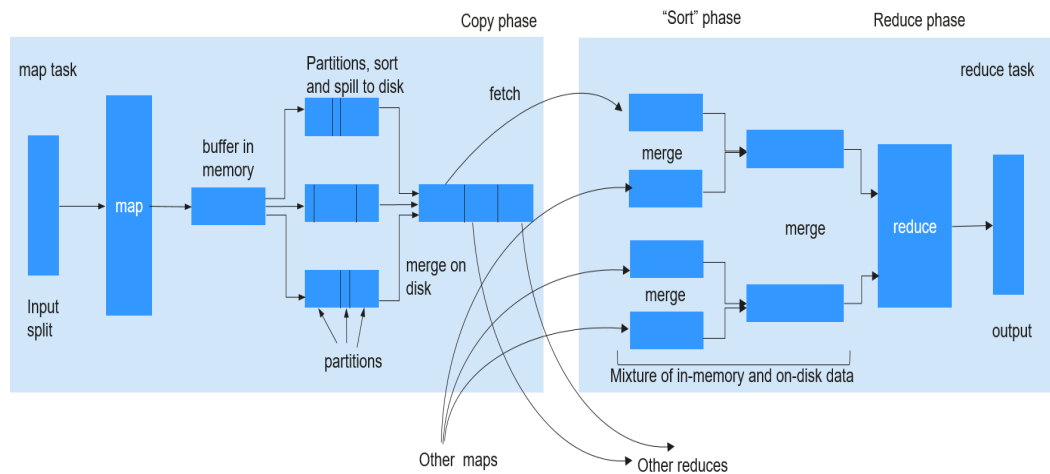 Copy phase
“Sort” phase
Reduce phase
map task
Partitions, sort
and spill to disk
fetch
reduce task
buffer in
memory
merge
map
merge
reduce
merge on
disk
merge
Input
split
output
partitions
Mixture of in-memory and on-disk data
Other maps
Other reduces